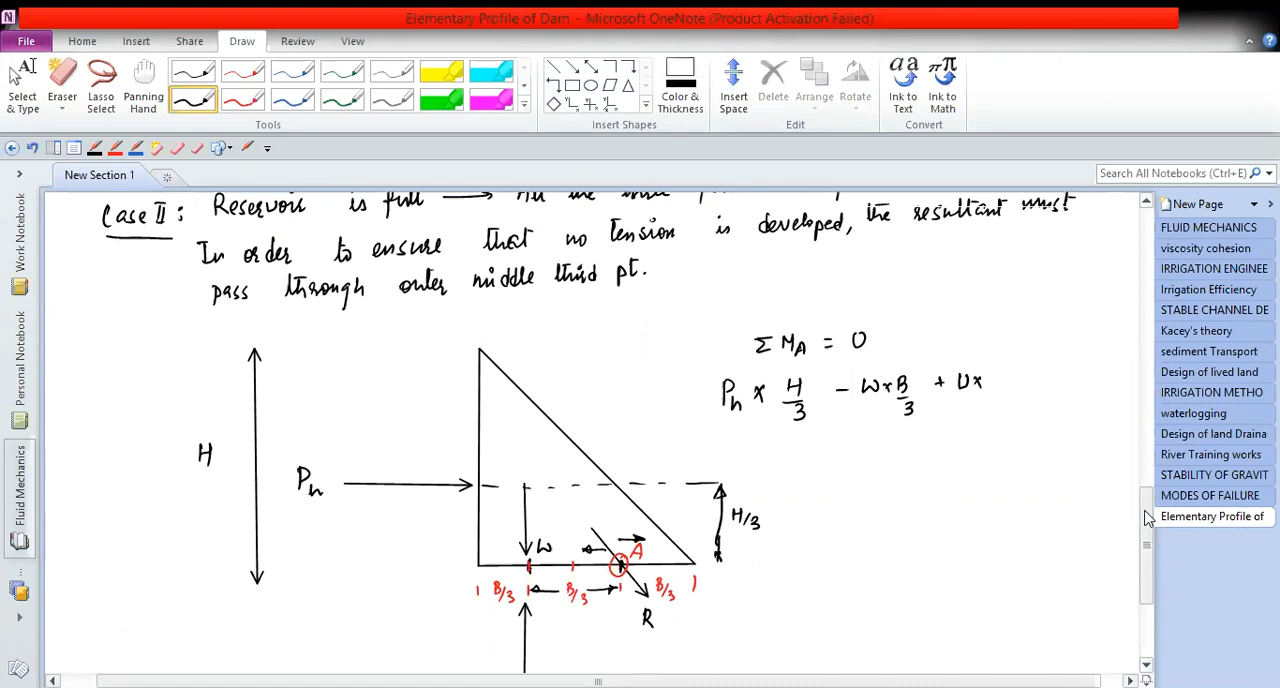 Elementary Profile of Dam. - Microsoft OneNote (Product Activation Failed)
File Home Insert Share Draw Review View
Select & Type
Eraser
Lasso Select
Panning Hand
Color & Thickness
Insert Space
Delete
Arrange
Rotate
Ink to Text
Ink to Math
Tools
Insert Shapes
Edit
Convert
New Section 1
Search All Notebooks (Ctrl+E)
Work Notebook
Personal Notebook
Fluid Mechanics
New Page
FLUID MECHANICS
viscosity cohesion
IRRIGATION ENGINEE
Irrigation Efficiency
STABLE CHANNEL DE
Kacey's theory
sediment Transport
Design of lived land
IRRIGATION METHO
waterlogging
Design of land Draina
River Training works
STABILITY OF GRAVIT
MODES OF FAILURE
Elementary Profile of
Case II: Reservoir is full → All the
In order to ensure that no tension is developed, the resultant must
pass through outer middle third pt.
Σ M_A = 0
P_h × H/3 - W×B/3 + U×
H
P_h
H/3
W
A
B/3 B/3 B/3
R